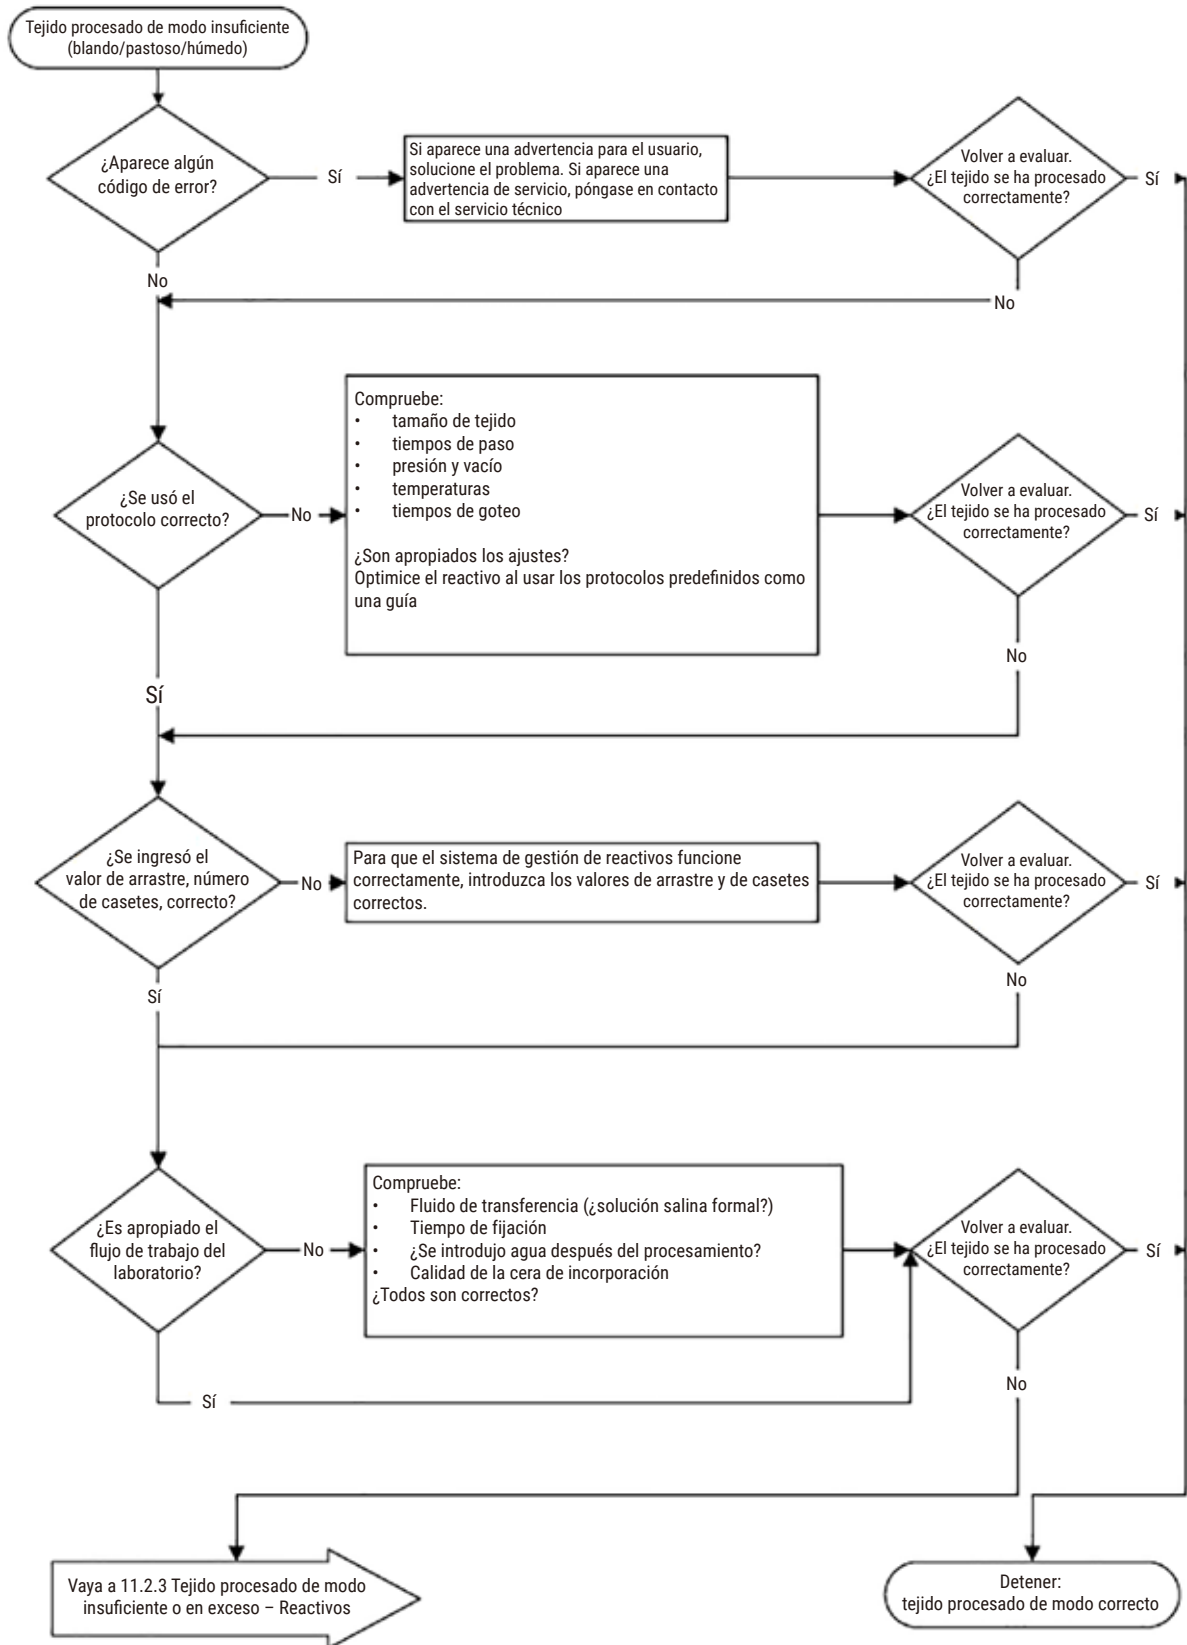 Tejido procesado de modo insuficiente
(blando/pastoso/húmedo)
¿Aparece algún
código de error?
Sí
Si aparece una advertencia para el usuario,
solucione el problema. Si aparece una
advertencia de servicio, póngase en contacto
con el servicio técnico
Volver a evaluar.
¿El tejido se ha procesado
correctamente?
Sí
No
No
¿Se usó el
protocolo correcto?
No
Compruebe:
• tamaño de tejido
• tiempos de paso
• presión y vacío
• temperaturas
• tiempos de goteo
¿Son apropiados los ajustes?
Optimice el reactivo al usar los protocolos predefinidos como
una guía
Volver a evaluar.
¿El tejido se ha procesado
correctamente?
Sí
No
Sí
¿Se ingresó el
valor de arrastre, número
de casetes, correcto?
No
Para que el sistema de gestión de reactivos funcione
correctamente, introduzca los valores de arrastre y de casetes
correctos.
Volver a evaluar.
¿El tejido se ha procesado
correctamente?
Sí
No
Sí
¿Es apropiado el
flujo de trabajo del
laboratorio?
No
Compruebe:
• Fluido de transferencia (¿solución salina formal?)
• Tiempo de fijación
• ¿Se introdujo agua después del procesamiento?
• Calidad de la cera de incorporación
¿Todos son correctos?
Volver a evaluar.
¿El tejido se ha procesado
correctamente?
Sí
No
Sí
Vaya a 11.2.3 Tejido procesado de modo
insuficiente o en exceso – Reactivos
Detener:
tejido procesado de modo correcto